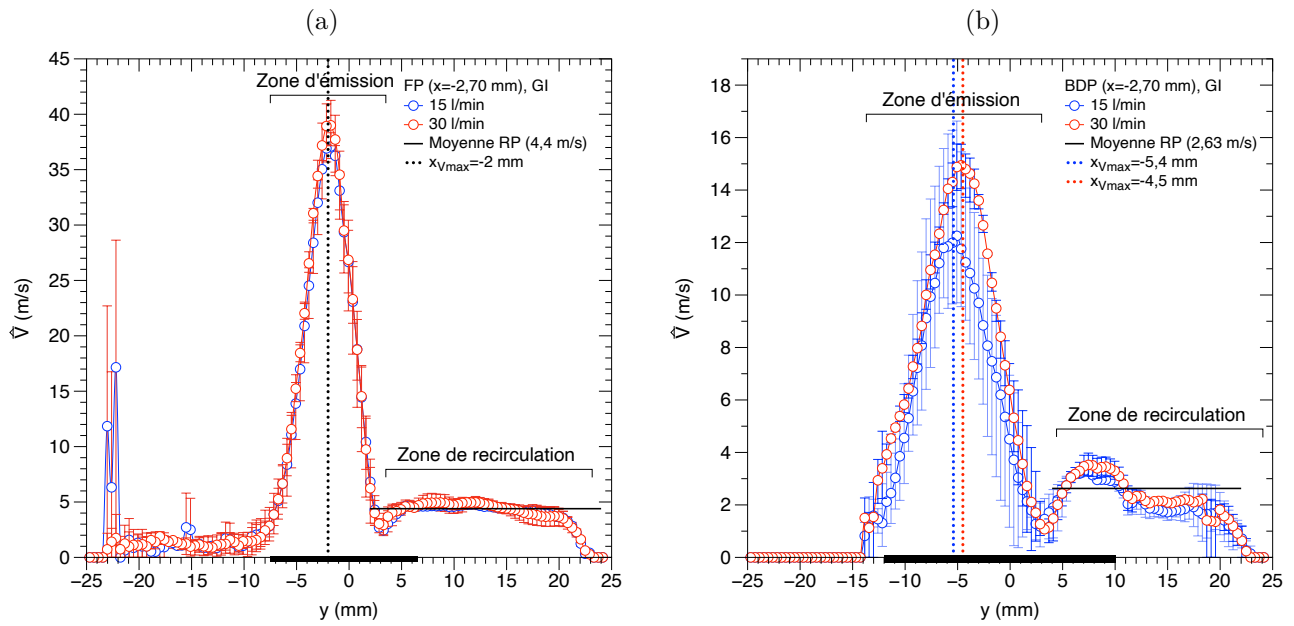 (a)
(b)
Zone d'émission
FP (x=-2,70 mm), GI
15 l/min
30 l/min
Moyenne RP (4,4 m/s)
xVmax=-2 mm
Zone de recirculation
V̂ (m/s)
45
40
35
30
25
20
15
10
5
0
−25 −20 −15 −10 −5 0 5 10 15 20 25
y (mm)
Zone d'émission
BDP (x=-2,70 mm), GI
15 l/min
30 l/min
Moyenne RP (2,63 m/s)
xVmax=-5,4 mm
xVmax=-4,5 mm
Zone de recirculation
V̂ (m/s)
18
16
14
12
10
8
6
4
2
0
−25 −20 −15 −10 −5 0 5 10 15 20 25
y (mm)